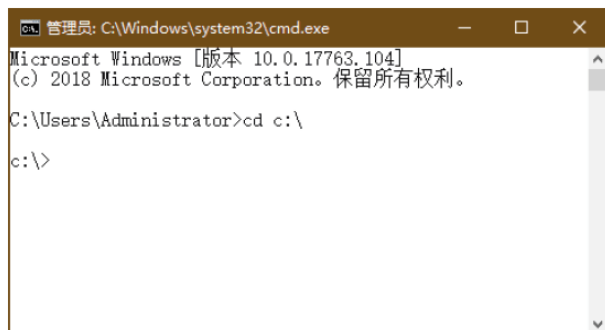 管理员: C:\Windows\system32\cmd.exe
Microsoft Windows [版本 10.0.17763.104]
(c) 2018 Microsoft Corporation。保留所有权利。
C:\Users\Administrator>cd c:\
c:\>